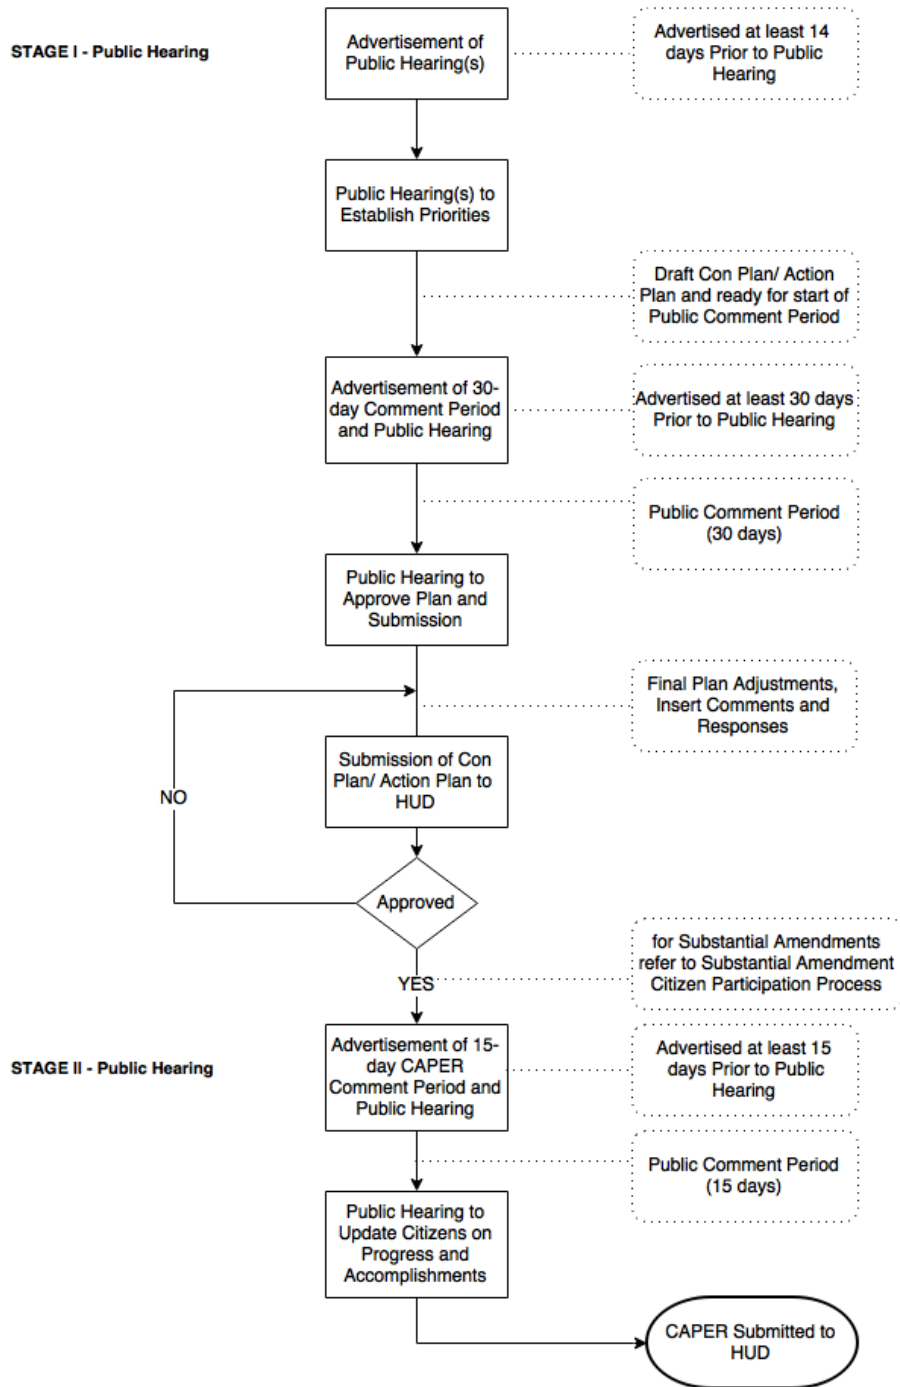 STAGE I - Public Hearing
Advertisement of
Public Hearing(s)
Advertised at least 14
days Prior to Public
Hearing
Public Hearing(s) to
Establish Priorities
Draft Con Plan/ Action
Plan and ready for start of
Public Comment Period
Advertisement of 30-
day Comment Period
and Public Hearing
Advertised at least 30 days
Prior to Public Hearing
Public Comment Period
(30 days)
Public Hearing to
Approve Plan and
Submission
Final Plan Adjustments,
Insert Comments and
Responses
Submission of Con
Plan/ Action Plan to
HUD
NO
Approved
for Substantial Amendments
refer to Substantial Amendment
Citizen Participation Process
YES
STAGE II - Public Hearing
Advertisement of 15-
day CAPER
Comment Period and
Public Hearing
Advertised at least 15
days Prior to Public
Hearing
Public Comment Period
(15 days)
Public Hearing to
Update Citizens on
Progress and
Accomplishments
CAPER Submitted to
HUD